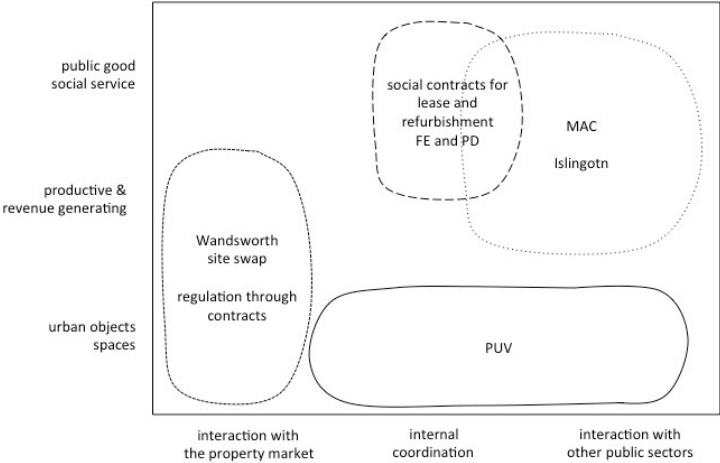 public good
social service
social contracts for
lease and
refurbishment
FE and PD
MAC
Islingotn
productive &
revenue generating
Wandsworth
site swap
regulation through
contracts
urban objects
spaces
PUV
interaction with
the property market
internal
coordination
interaction with
other public sectors